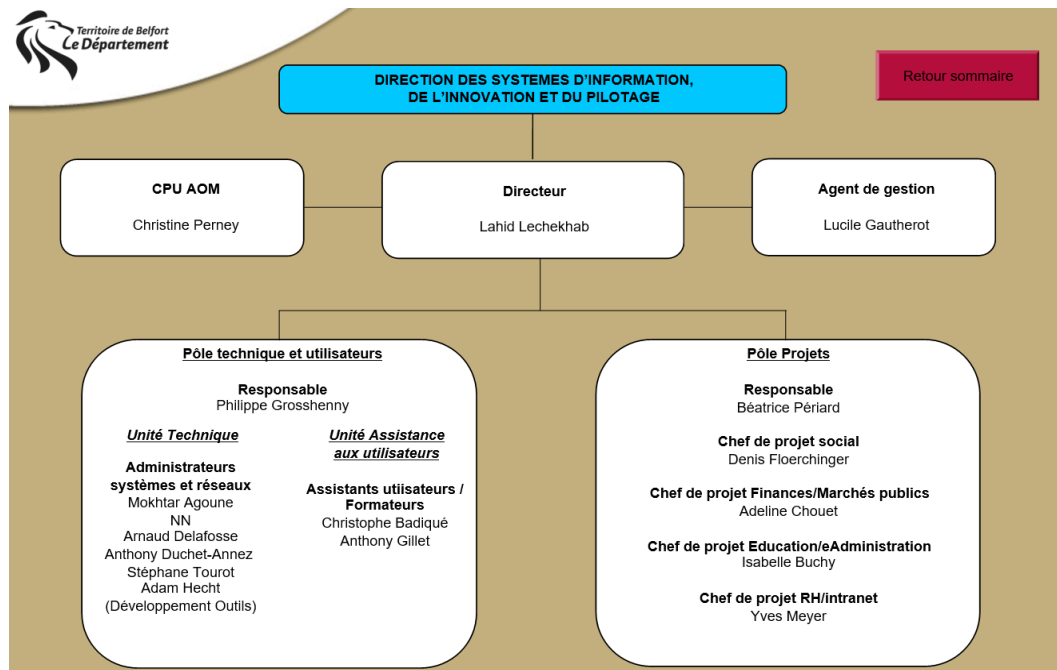 Territoire de Belfort
Le Département
DIRECTION DES SYSTEMES D'INFORMATION,
DE L'INNOVATION ET DU PILOTAGE
Retour sommaire
CPU AOM
Christine Perney
Directeur
Lahid Lechekhab
Agent de gestion
Lucile Gautherot
Pôle technique et utilisateurs
Responsable
Philippe Grosshenny
Unité Technique
Administrateurs
systèmes et réseaux
Mokhtar Agoune
NN
Arnaud Delafosse
Anthony Duchet-Annez
Stéphane Tourot
Adam Hecht
(Développement Outils)
Unité Assistance
aux utilisateurs
Assistants utiisateurs /
Formateurs
Christophe Badiqué
Anthony Gillet
Pôle Projets
Responsable
Béatrice Périard
Chef de projet social
Denis Floerchinger
Chef de projet Finances/Marchés publics
Adeline Chouet
Chef de projet Education/eAdministration
Isabelle Buchy
Chef de projet RH/intranet
Yves Meyer